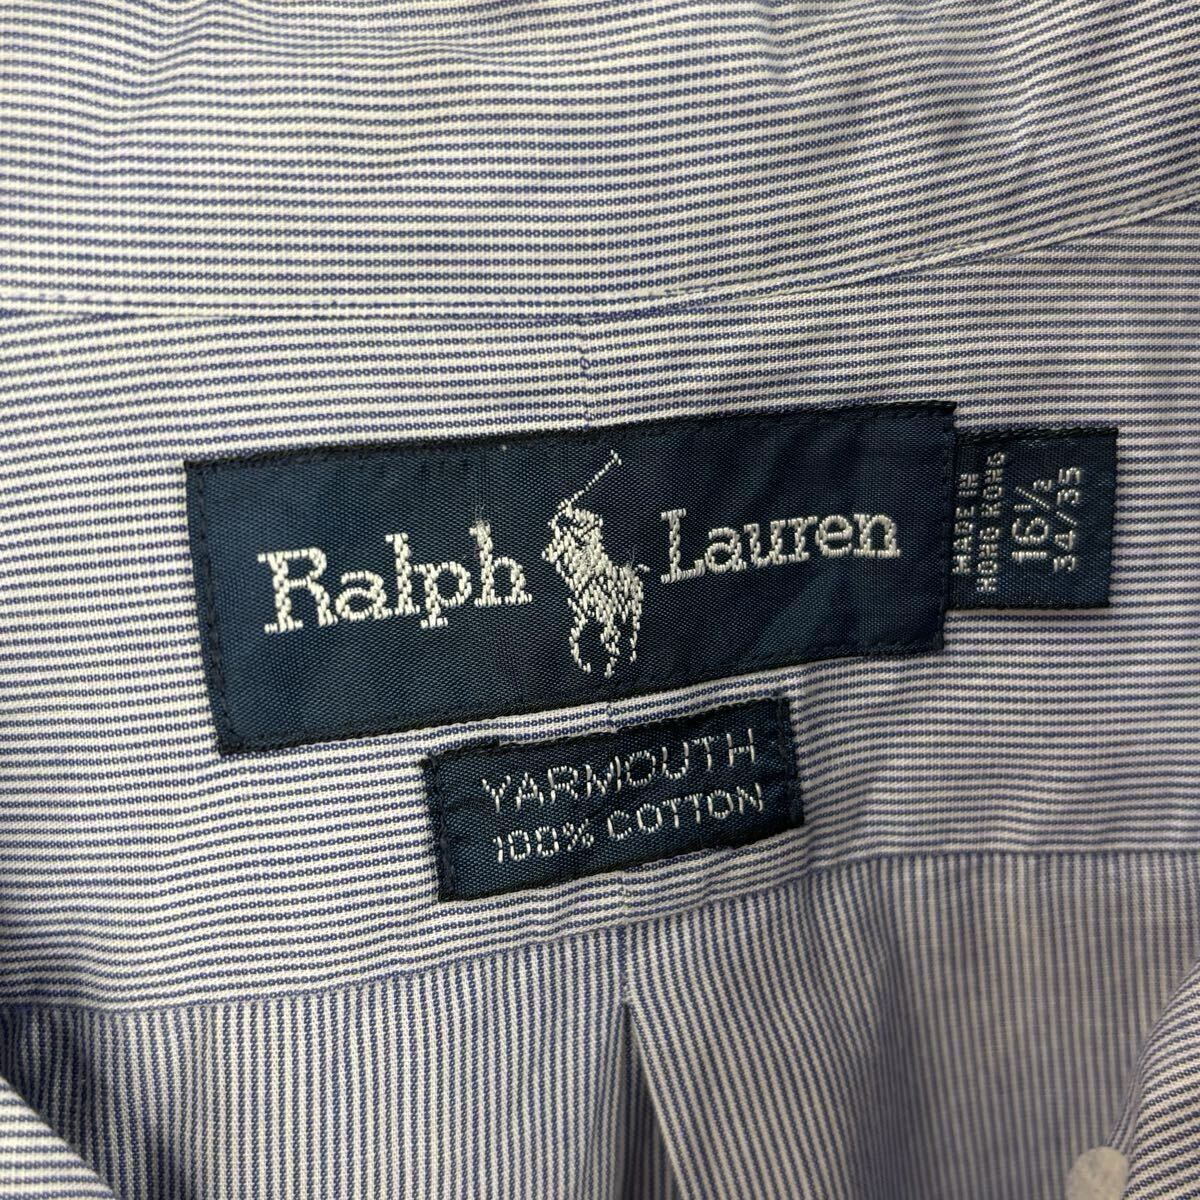 Ralph Lauren
MADE IN
HONG KONG
16½
34/35
YARMOUTH
100% COTTON